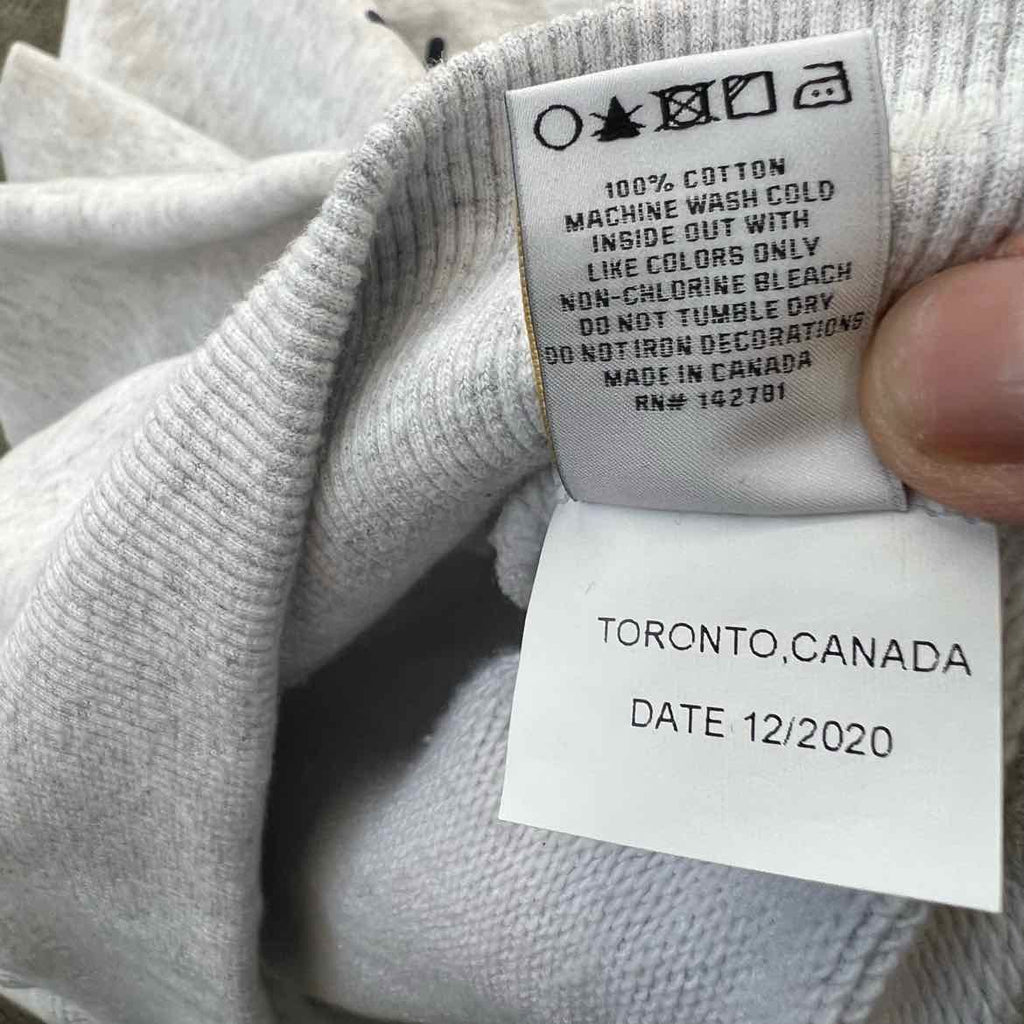 100% COTTON
MACHINE WASH COLD
INSIDE OUT WITH
LIKE COLORS ONLY
NON-CHLORINE BLEACH
DO NOT TUMBLE DRY
DO NOT IRON DECORATIONS
MADE IN CANADA
RN# 142781
TORONTO,CANADA
DATE 12/2020